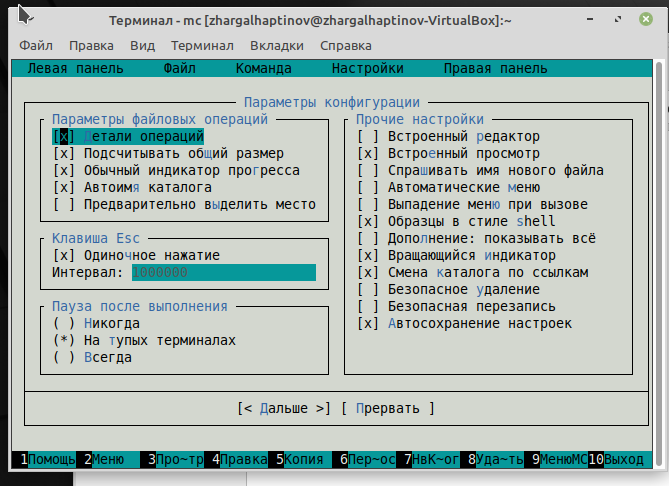 Терминал - mc [zhargalhaptinov@zhargalhaptinov-VirtualBox]:~
Файл Правка Вид Терминал Вкладки Справка
Левая панель Файл Команда Настройки Правая панель
Параметры конфигурации
Параметры файловых операций
[x] Детали операций
[x] Подсчитывать общий размер
[x] Обычный индикатор прогресса
[x] Автоимя каталога
[ ] Предварительно выделить место
Клавиша Esc
[x] Одиночное нажатие
Интервал: 1000000
Пауза после выполнения
( ) Никогда
(*) На тупых терминалах
( ) Всегда
Прочие настройки
[ ] Встроенный редактор
[x] Встроенный просмотр
[ ] Спрашивать имя нового файла
[ ] Автоматические меню
[ ] Выпадение меню при вызове
[x] Образцы в стиле shell
[ ] Дополнение: показывать всё
[x] Вращающийся индикатор
[x] Смена каталога по ссылкам
[ ] Безопасное удаление
[ ] Безопасная перезапись
[x] Автосохранение настроек
[< Дальше >] [ Прервать ]
1Помощь 2Меню 3Про~тр 4Правка 5Копия 6Пер~ос 7НвК~ог 8Уда~ть 9МенюMC 10Выход